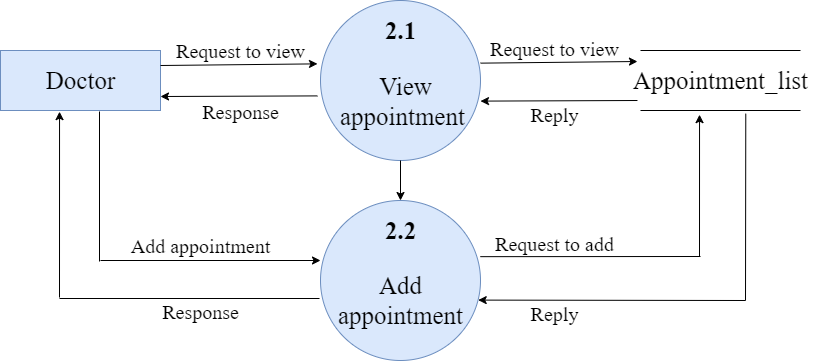 2.1
Request to view
Request to view
Doctor
View
appointment
Appointment_list
Response
Reply
2.2
Add appointment
Request to add
Add
appointment
Response
Reply